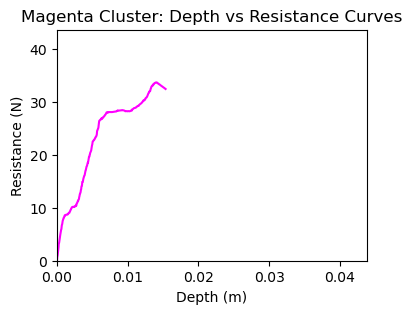 Magenta Cluster: Depth vs Resistance Curves
40
30
20
10
0
Resistance (N)
0.00 0.01 0.02 0.03 0.04
Depth (m)